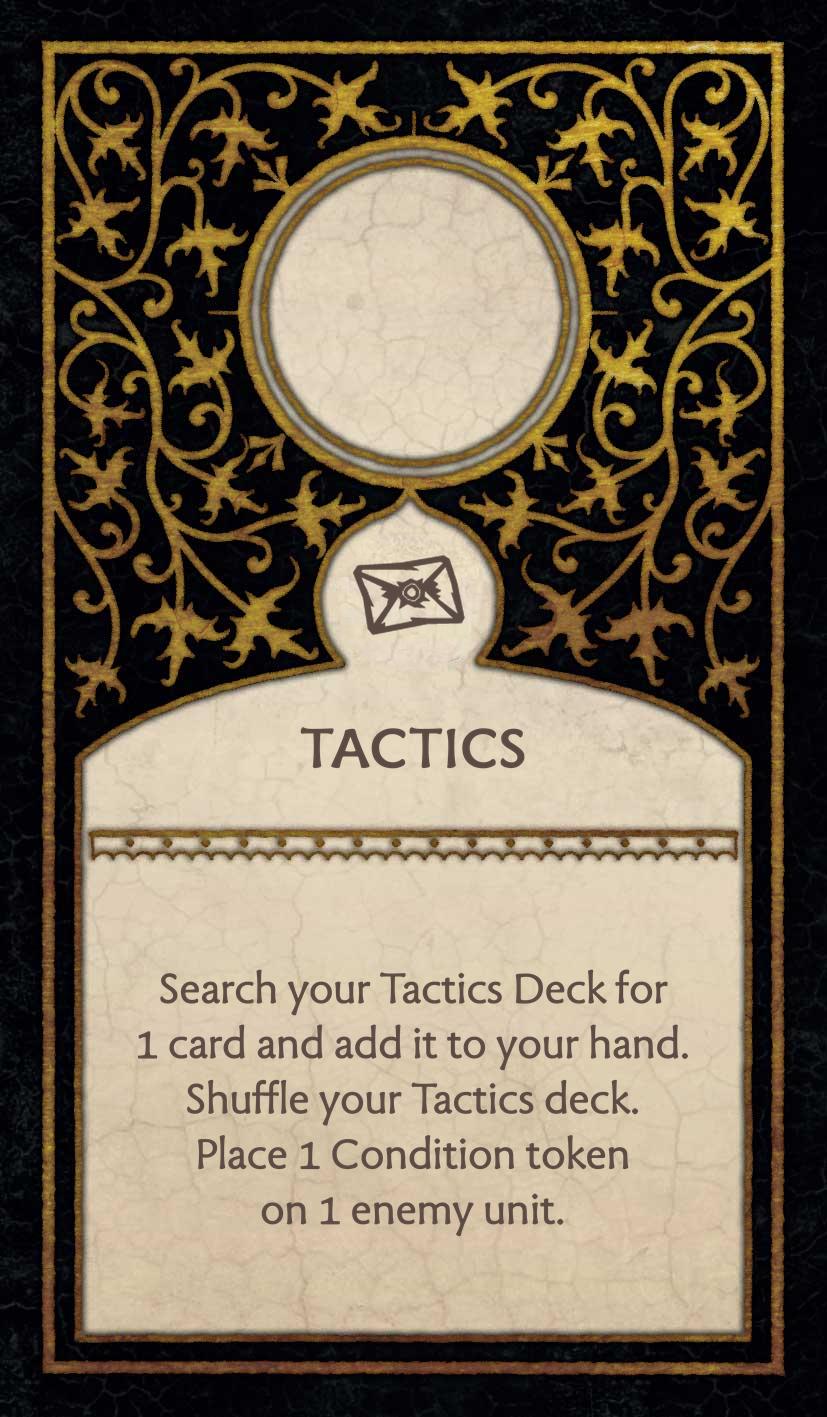 TACTICS
Search your Tactics Deck for
1 card and add it to your hand.
Shuffle your Tactics deck.
Place 1 Condition token
on 1 enemy unit.